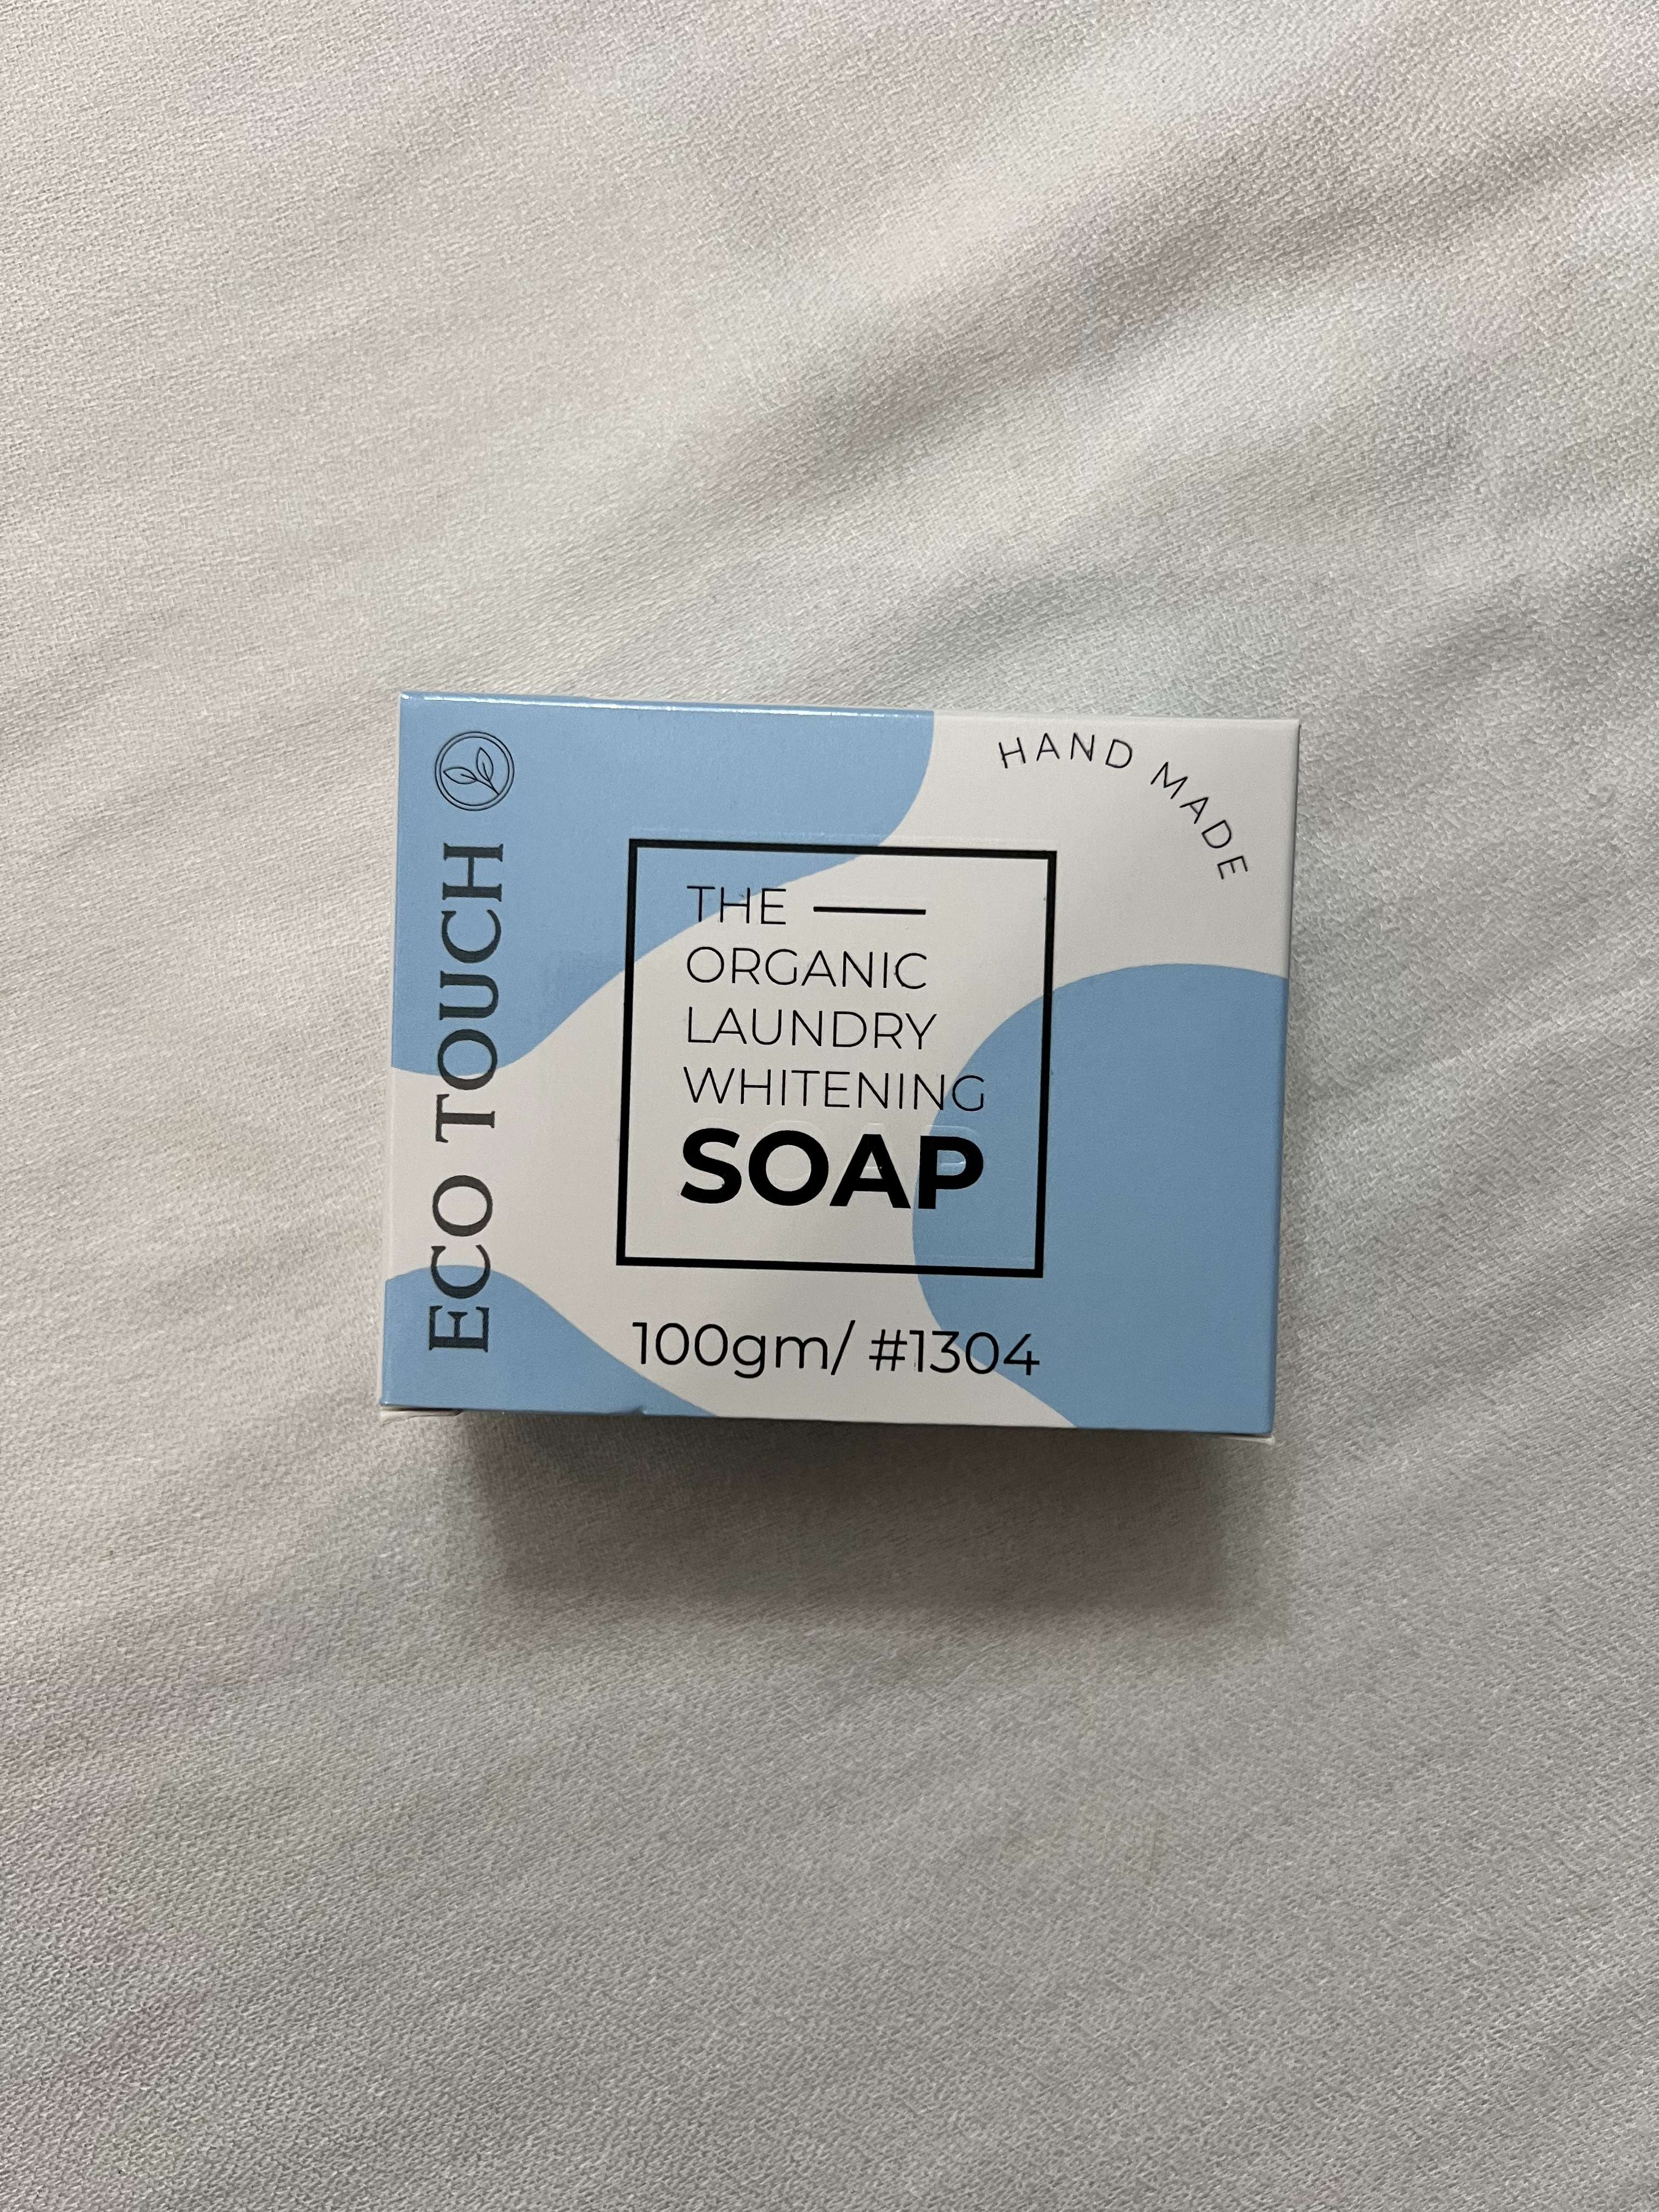 ECO TOUCH
HAND MADE
THE
ORGANIC
LAUNDRY
WHITENING
SOAP
100gm/ #1304